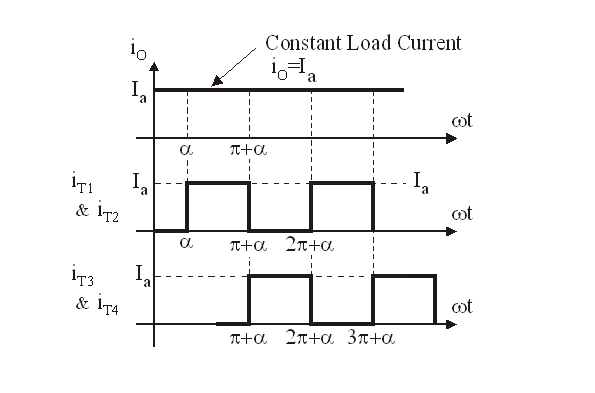 Constant Load Current
iO
iO=Ia
Ia
ωt
α π+α
iT1
& iT2
Ia
Ia
ωt
α π+α 2π+α
iT3
& iT4
Ia
ωt
π+α 2π+α 3π+α